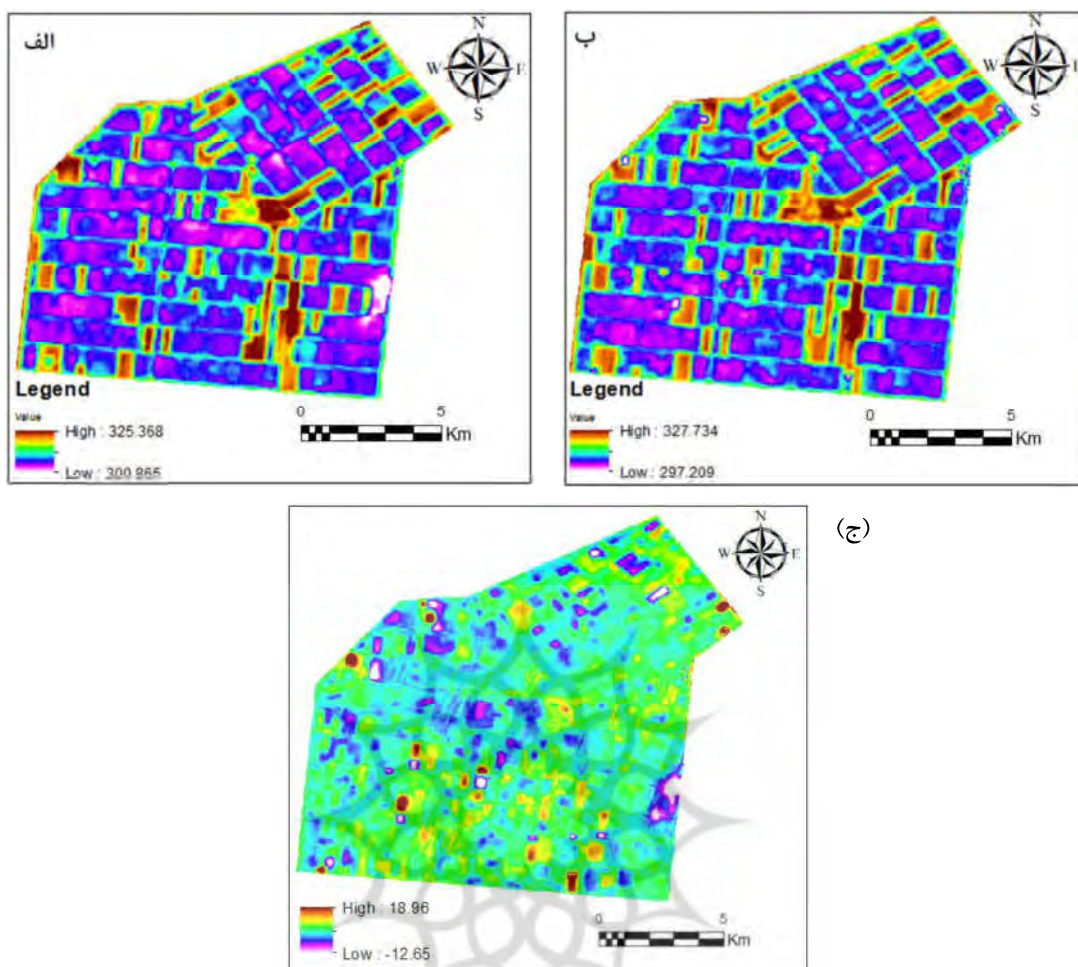 الف
N
W E
S
Legend
Value
High : 325.368
Low : 300.865
0 5
Km
ب
N
W E
S
Legend
Value
High : 327.734
Low : 297.209
0 5
Km
(ج)
N
W E
S
High : 18.96
Low : -12.65
0 5
Km